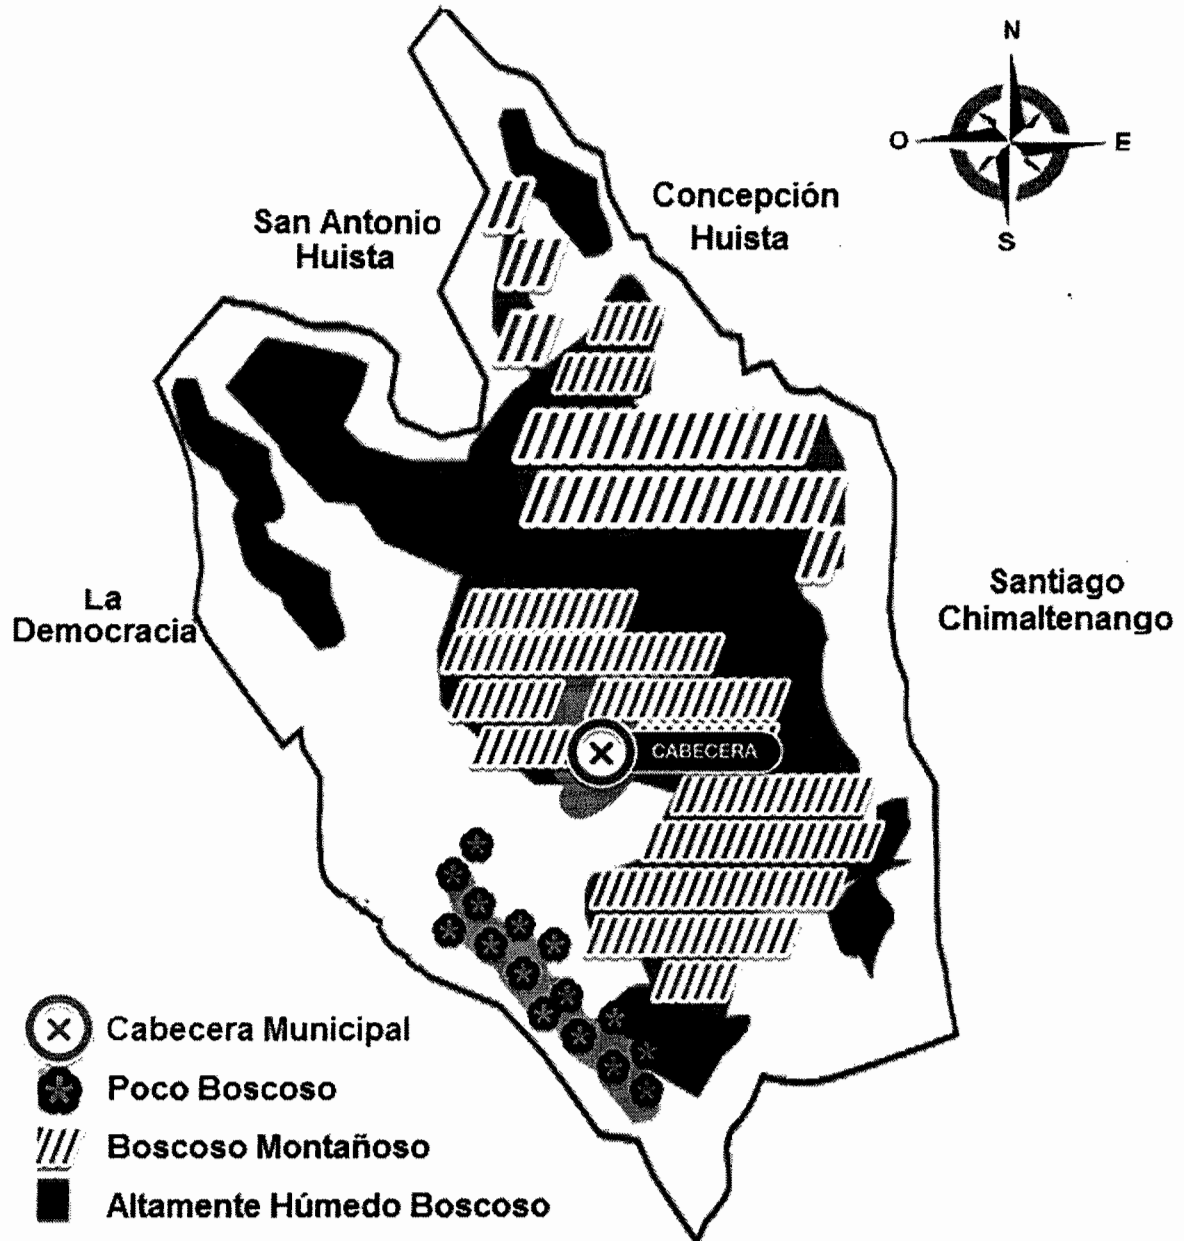 N
O
E
S
San Antonio
Huista
Concepción
Huista
La
Democracia
Santiago
Chimaltenango
CABECERA
Cabecera Municipal
Poco Boscoso
Boscoso Montañoso
Altamente Húmedo Boscoso